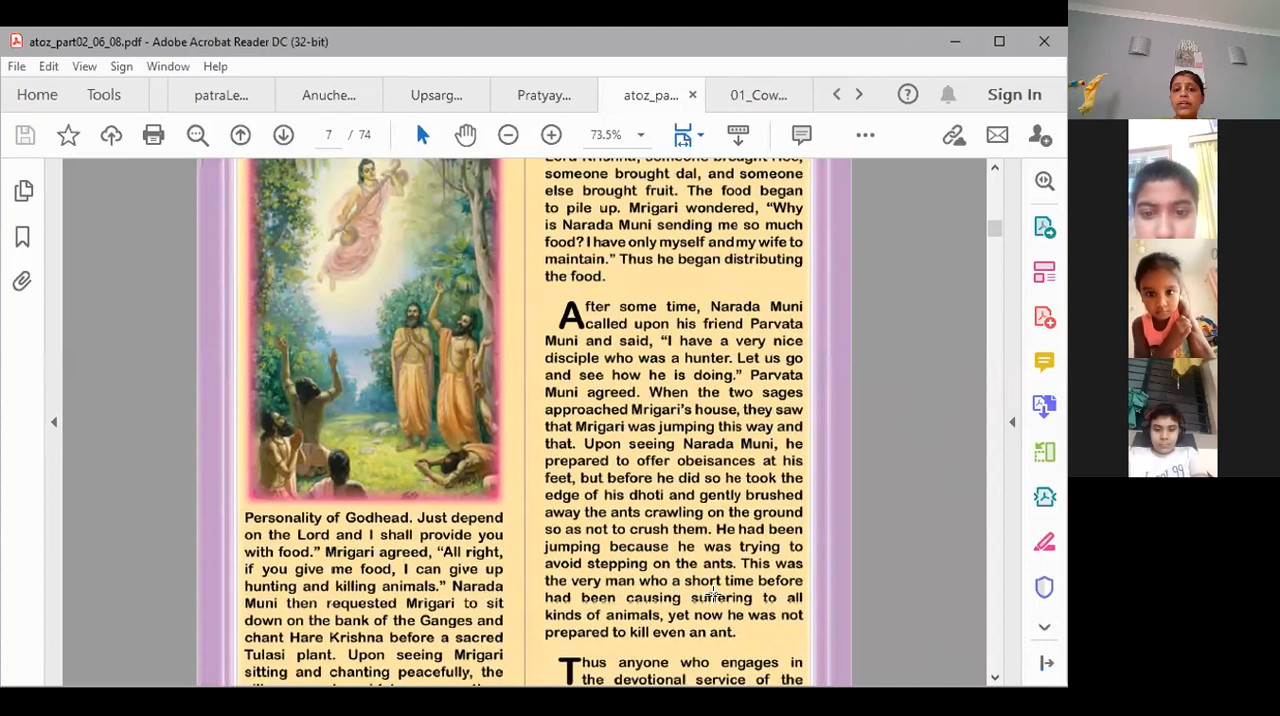 atoz_part02_06_08.pdf - Adobe Acrobat Reader DC (32-bit)
File Edit View Sign Window Help
Home Tools patraLe... Anuche... Upsarg... Pratyay... atoz_pa... 01_Cow... Sign In
7 / 74 73.5%
Personality of Godhead. Just depend
on the Lord and I shall provide you
with food.” Mrigari agreed, “All right,
if you give me food, I can give up
hunting and killing animals.” Narada
Muni then requested Mrigari to sit
down on the bank of the Ganges and
chant Hare Krishna before a sacred
Tulasi plant. Upon seeing Mrigari
sitting and chanting peacefully, the
Lord Krishna, someone brought rice,
someone brought dal, and someone
else brought fruit. The food began
to pile up. Mrigari wondered, “Why
is Narada Muni sending me so much
food? I have only myself and my wife to
maintain.” Thus he began distributing
the food.
After some time, Narada Muni
called upon his friend Parvata
Muni and said, “I have a very nice
disciple who was a hunter. Let us go
and see how he is doing.” Parvata
Muni agreed. When the two sages
approached Mrigari’s house, they saw
that Mrigari was jumping this way and
that. Upon seeing Narada Muni, he
prepared to offer obeisances at his
feet, but before he did so he took the
edge of his dhoti and gently brushed
away the ants crawling on the ground
so as not to crush them. He had been
jumping because he was trying to
avoid stepping on the ants. This was
the very man who a short time before
had been causing suffering to all
kinds of animals, yet now he was not
prepared to kill even an ant.
Thus anyone who engages in
the devotional service of the